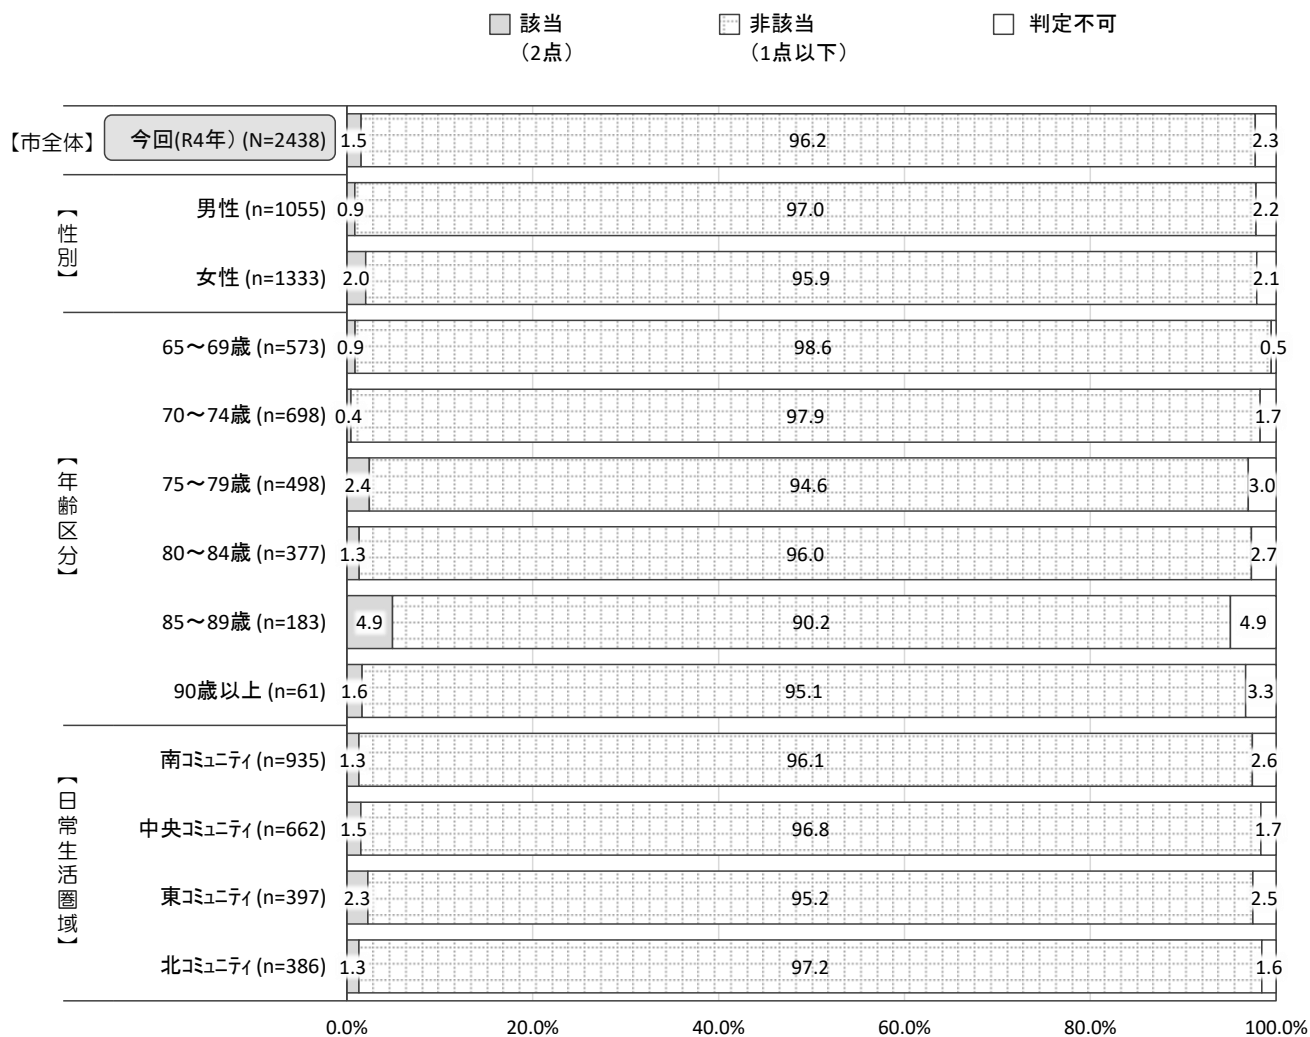 該当
（2点）
非該当
（1点以下）
判定不可
【市全体】
今回(R4年）(N=2438) 1.5 96.2 2.3
【性別】
男性 (n=1055) 0.9 97.0 2.2
女性 (n=1333) 2.0 95.9 2.1
【年齢区分】
65～69歳 (n=573) 0.9 98.6 0.5
70～74歳 (n=698) 0.4 97.9 1.7
75～79歳 (n=498) 2.4 94.6 3.0
80～84歳 (n=377) 1.3 96.0 2.7
85～89歳 (n=183) 4.9 90.2 4.9
90歳以上 (n=61) 1.6 95.1 3.3
【日常生活圏域】
南ｺﾐｭﾆﾃｨ (n=935) 1.3 96.1 2.6
中央ｺﾐｭﾆﾃｨ (n=662) 1.5 96.8 1.7
東ｺﾐｭﾆﾃｨ (n=397) 2.3 95.2 2.5
北ｺﾐｭﾆﾃｨ (n=386) 1.3 97.2 1.6
0.0% 20.0% 40.0% 60.0% 80.0% 100.0%